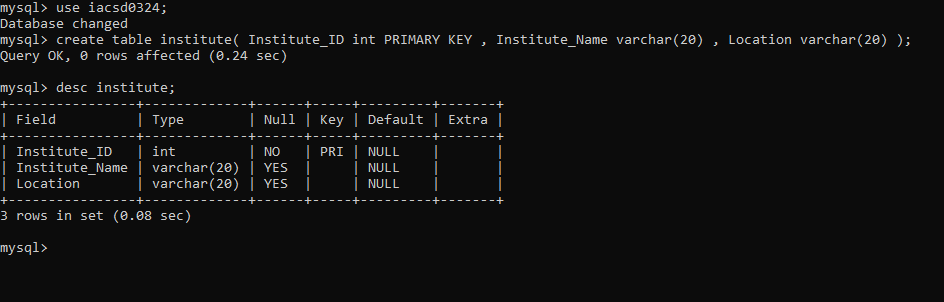 mysql> use iacsd0324;
Database changed
mysql> create table institute( Institute_ID int PRIMARY KEY , Institute_Name varchar(20) , Location varchar(20) );
Query OK, 0 rows affected (0.24 sec)
mysql> desc institute;
+----------------+-------------+------+-----+---------+-------+
| Field          | Type        | Null | Key | Default | Extra |
+----------------+-------------+------+-----+---------+-------+
| Institute_ID   | int         | NO   | PRI | NULL    |       |
| Institute_Name | varchar(20) | YES  |     | NULL    |       |
| Location       | varchar(20) | YES  |     | NULL    |       |
+----------------+-------------+------+-----+---------+-------+
3 rows in set (0.08 sec)
mysql>